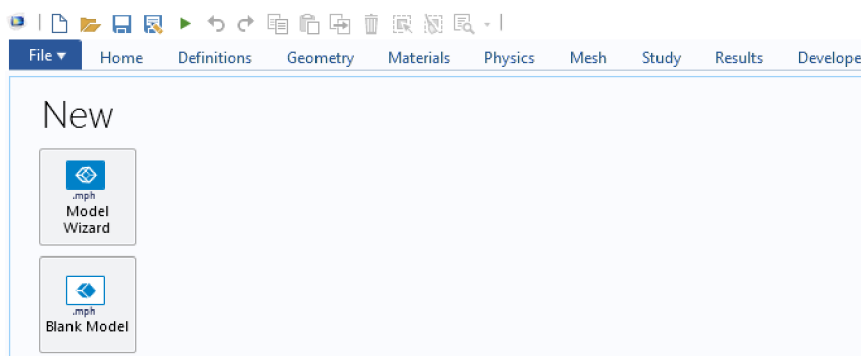 File Home Definitions Geometry Materials Physics Mesh Study Results Develope
New
.mph
Model
Wizard
.mph
Blank Model